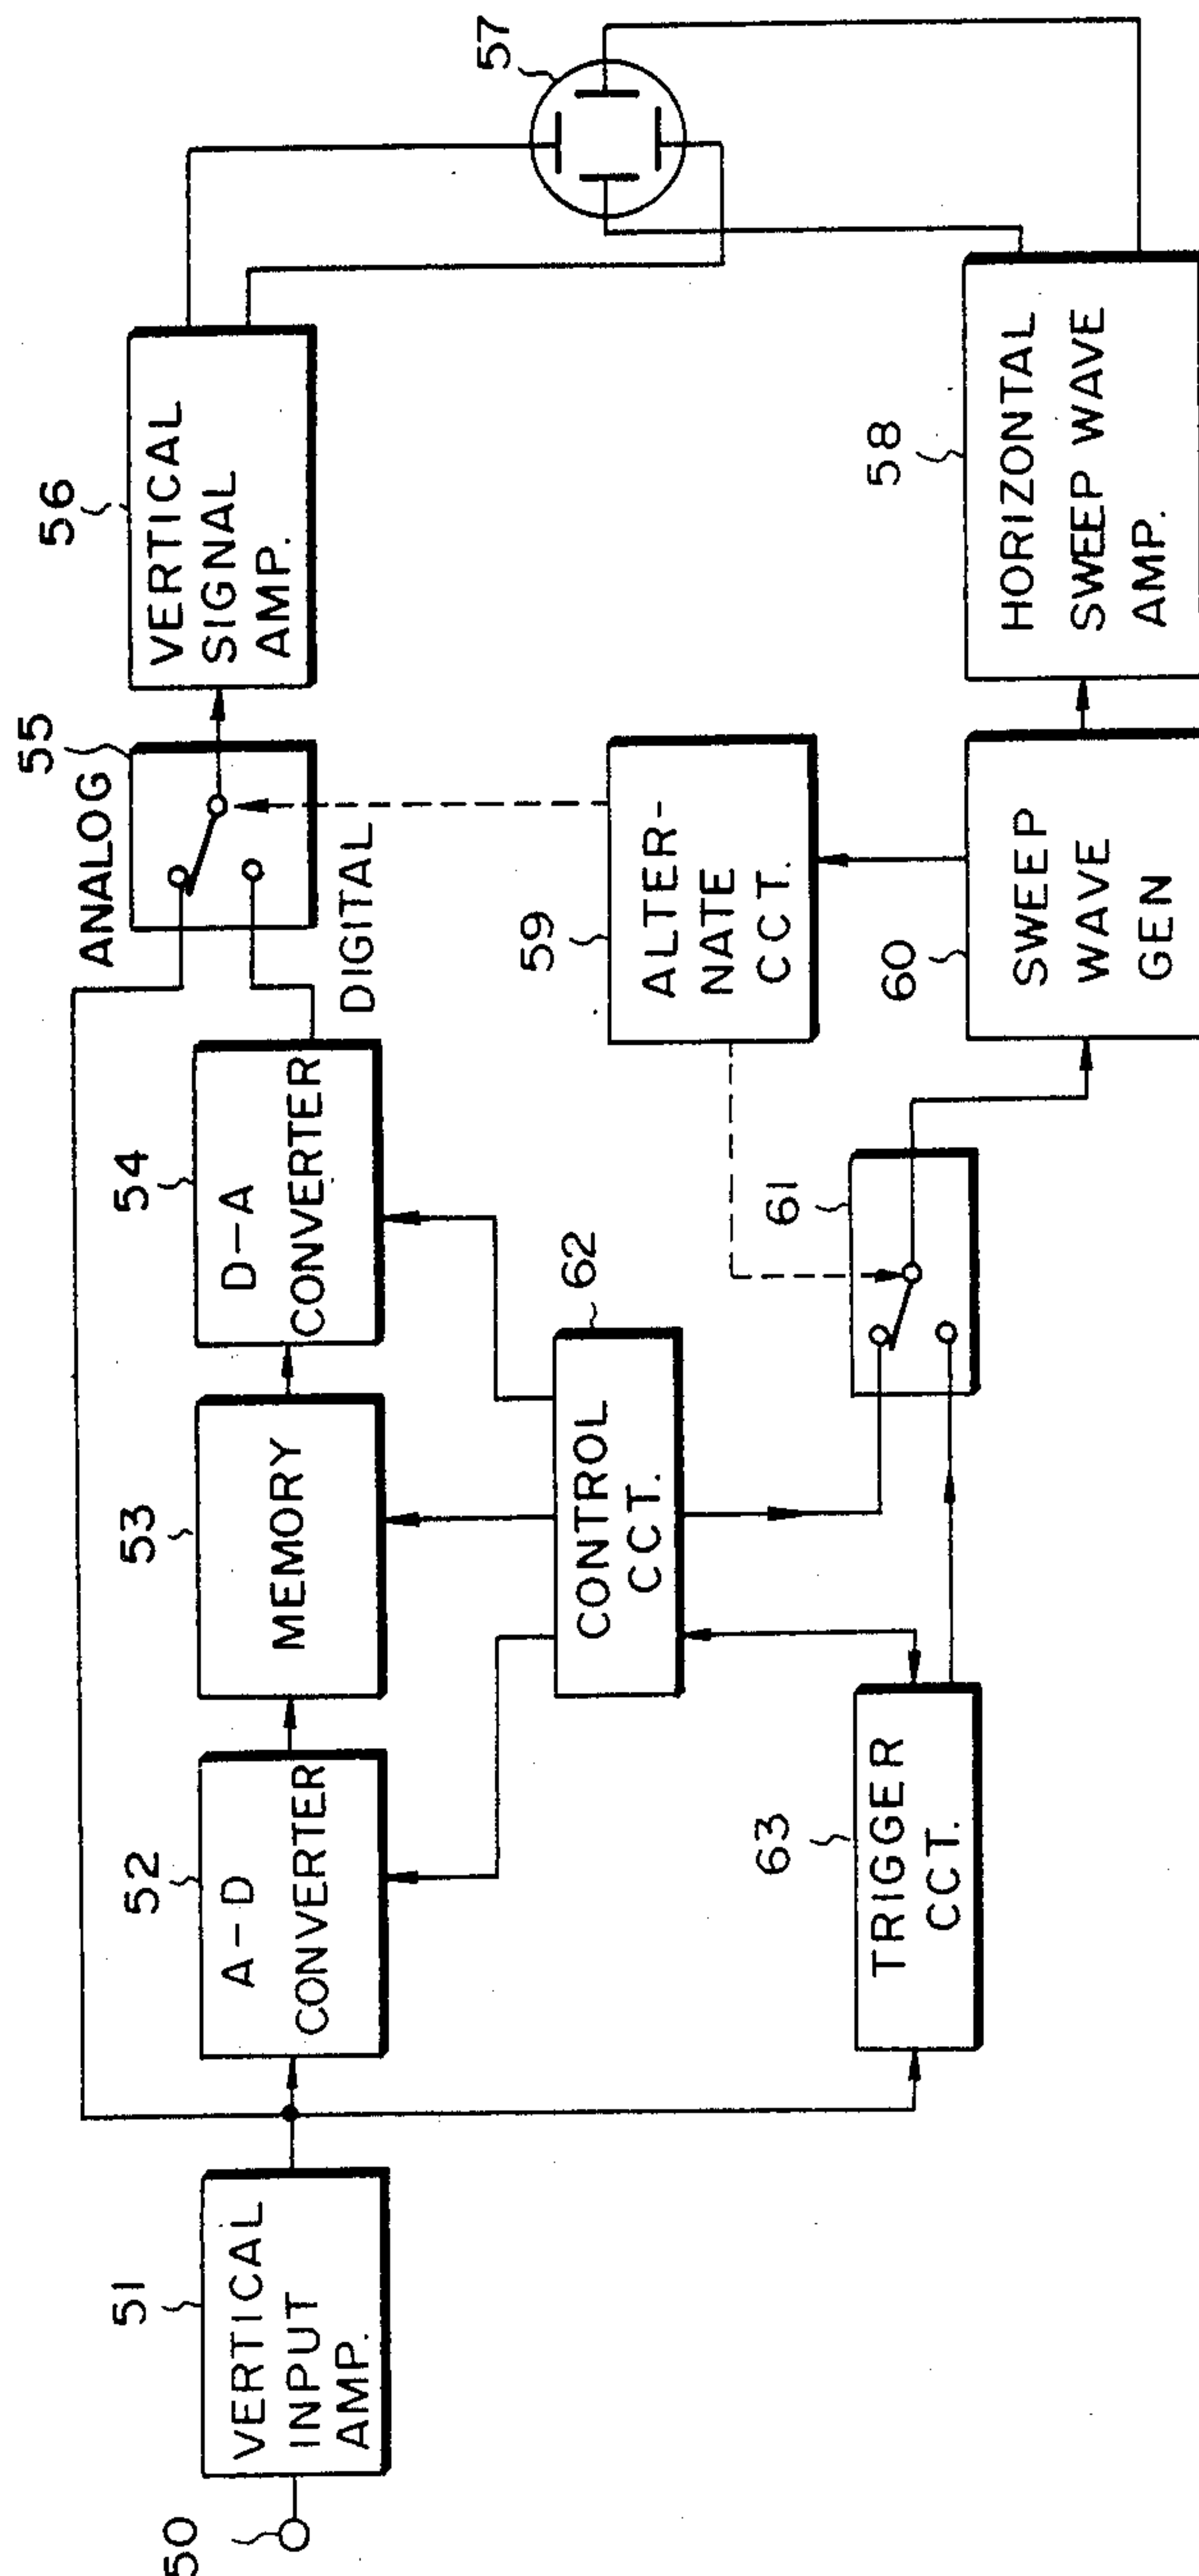 50
51
VERTICAL
INPUT
AMP.
52
A-D
CONVERTER
53
MEMORY
54
D-A
CONVERTER
ANALOG
55
DIGITAL
56
VERTICAL
SIGNAL
AMP.
57
62
CONTROL
CCT.
59
ALTER-
NATE
CCT.
63
TRIGGER
CCT.
61
60
SWEEP
WAVE
GEN
58
HORIZONTAL
SWEEP WAVE
AMP.